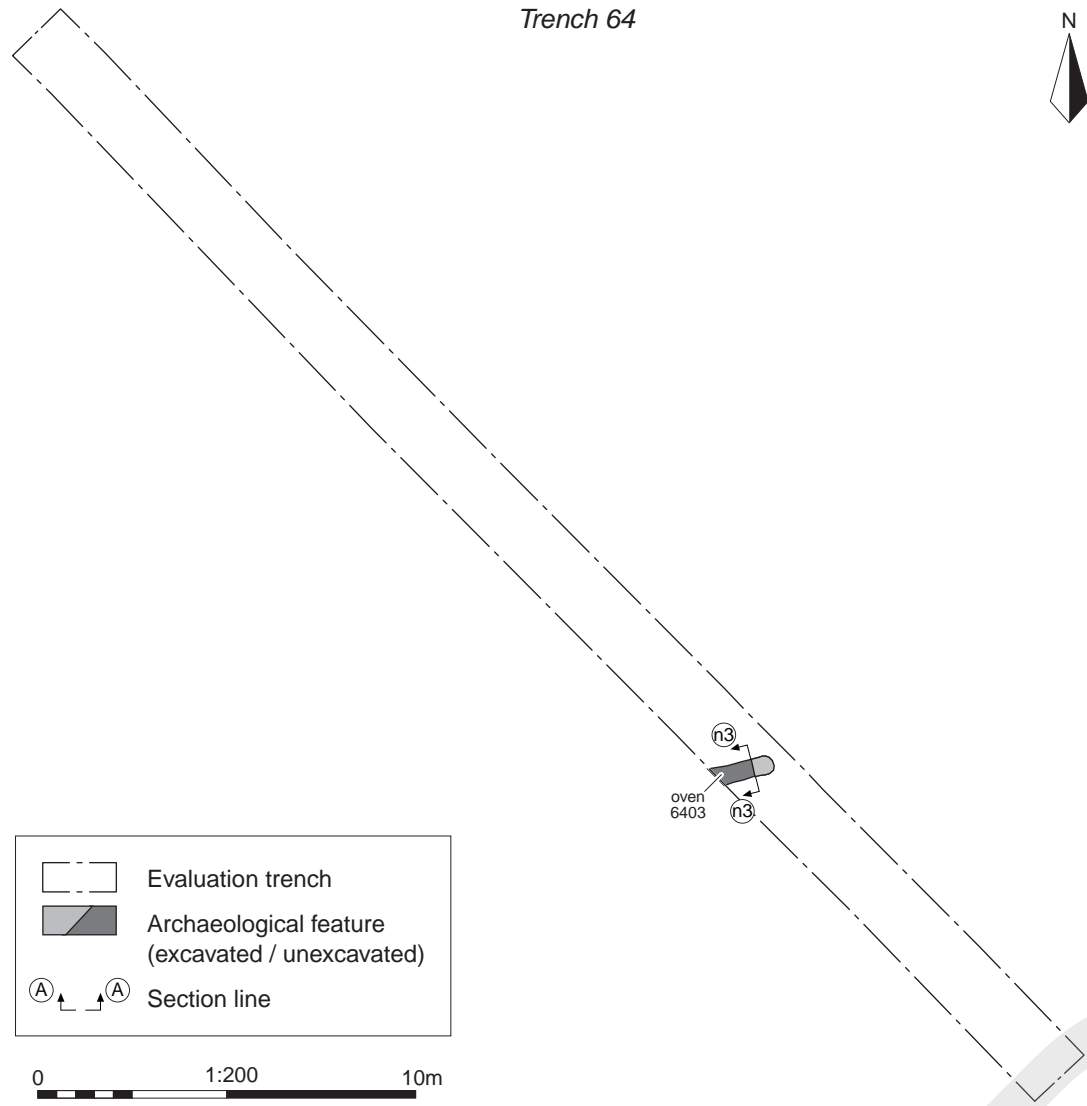 Trench 64
N
n3
oven
6403
n3
Evaluation trench
Archaeological feature
(excavated / unexcavated)
A A Section line
0 1:200 10m